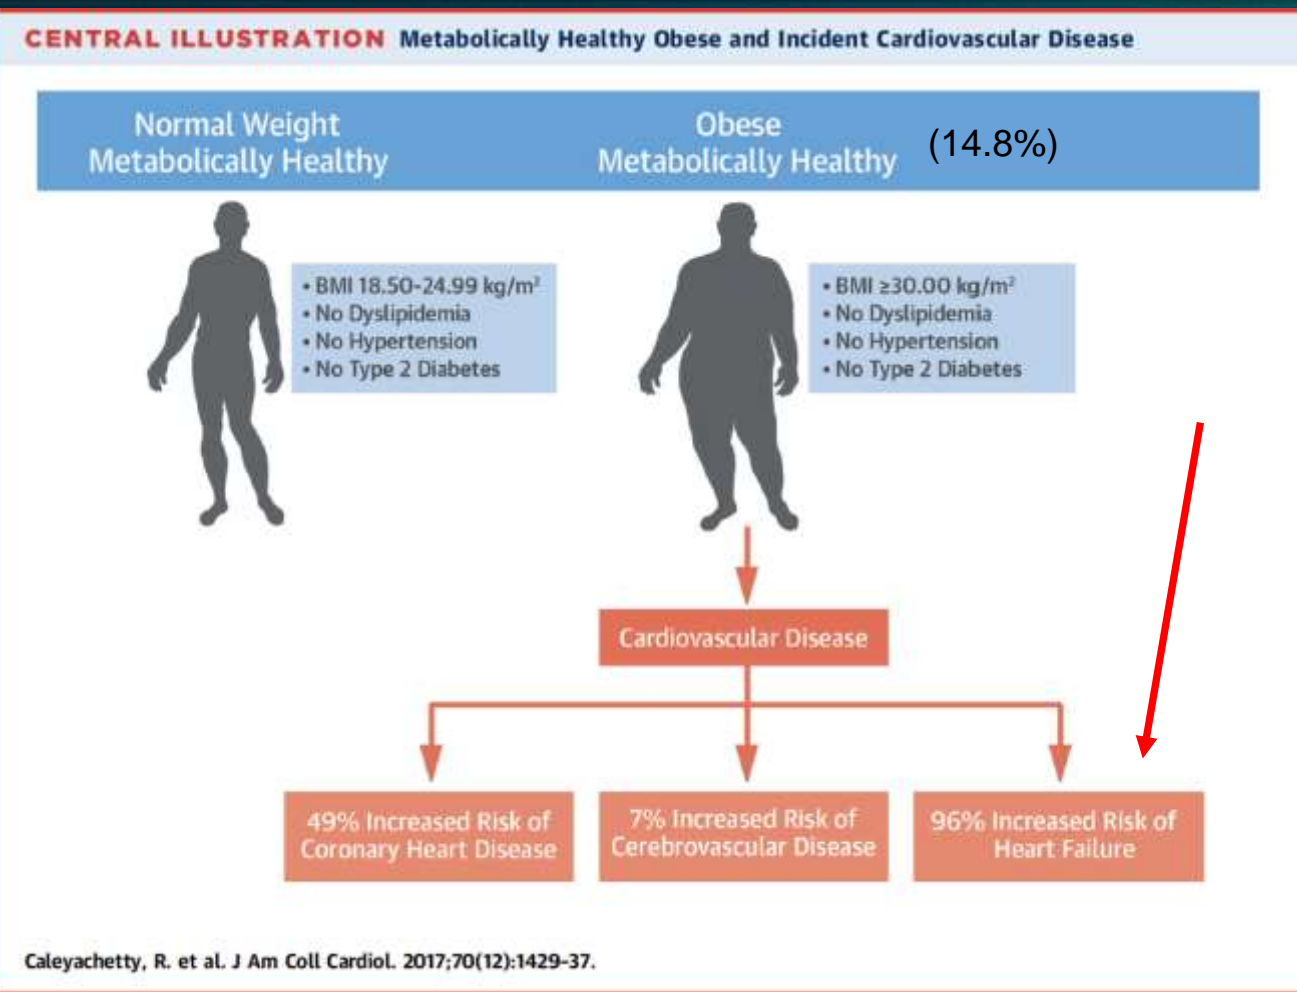 CENTRAL ILLUSTRATION Metabolically Healthy Obese and Incident Cardiovascular Disease
Normal Weight
Metabolically Healthy
Obese
Metabolically Healthy
(14.8%)
• BMI 18.50-24.99 kg/m²
• No Dyslipidemia
• No Hypertension
• No Type 2 Diabetes
• BMI ≥30.00 kg/m²
• No Dyslipidemia
• No Hypertension
• No Type 2 Diabetes
Cardiovascular Disease
49% Increased Risk of
Coronary Heart Disease
7% Increased Risk of
Cerebrovascular Disease
96% Increased Risk of
Heart Failure
Caleyachetty, R. et al. J Am Coll Cardiol. 2017;70(12):1429-37.